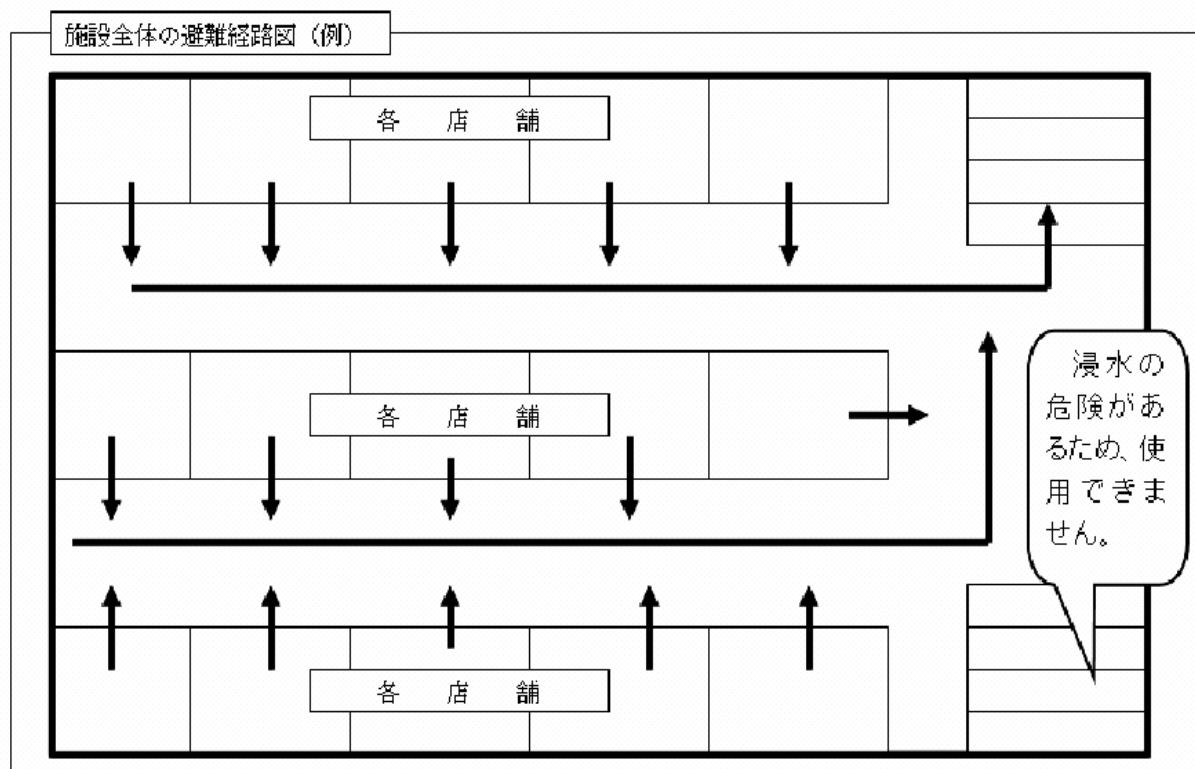 施設全体の避難経路図（例）
各　店　舗
各　店　舗
浸水の
危険があ
るため、使
用できま
せん。
各　店　舗